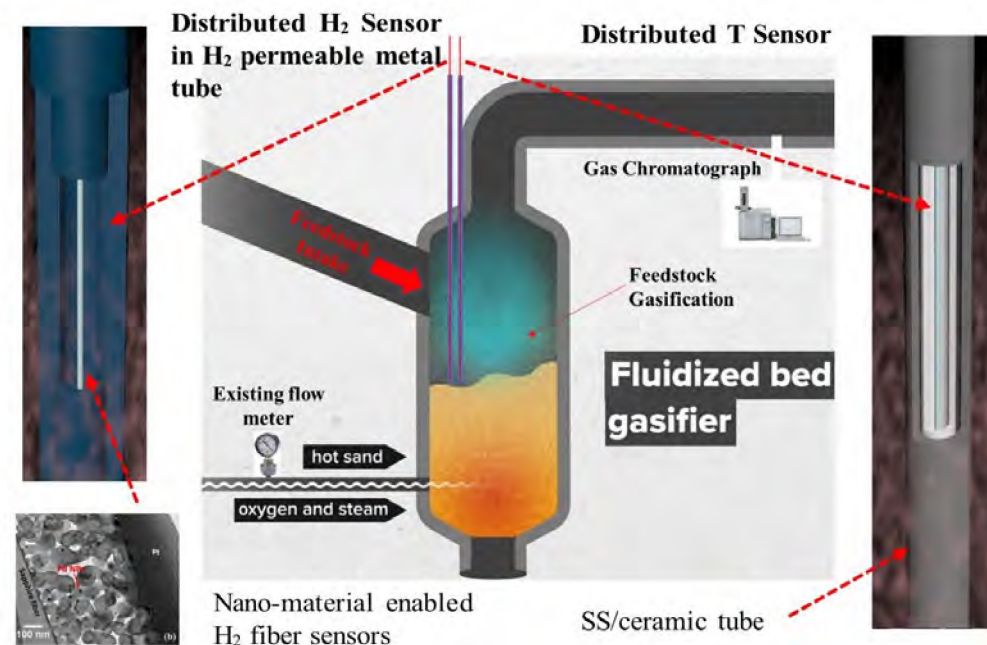 Distributed H₂ Sensor
in H₂ permeable metal
tube
Distributed T Sensor
Gas Chromatograph
Feedstock
Intake
Feedstock
Gasification
Fluidized bed
gasifier
Existing flow
meter
hot sand
oxygen and steam
Pt
Sapphire fiber
100 nm
(b)
Nano-material enabled
H₂ fiber sensors
SS/ceramic tube